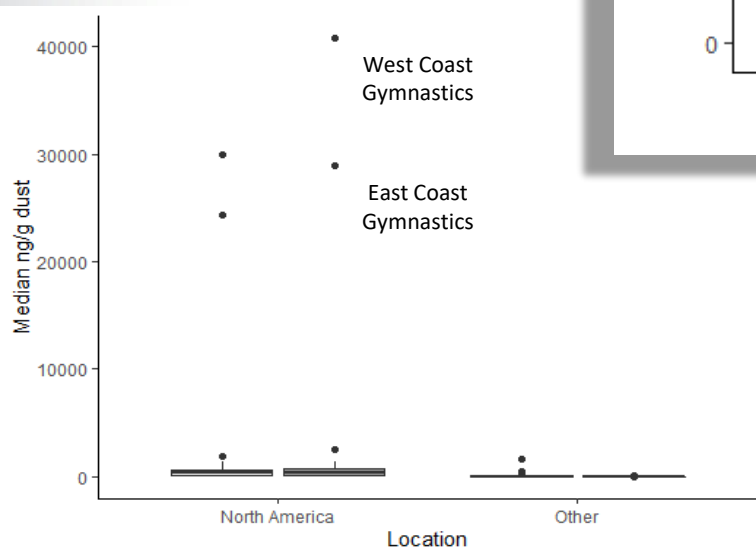 0
40000
West Coast
Gymnastics
30000
East Coast
Gymnastics
20000
10000
0
Median ng/g dust
North America
Other
Location